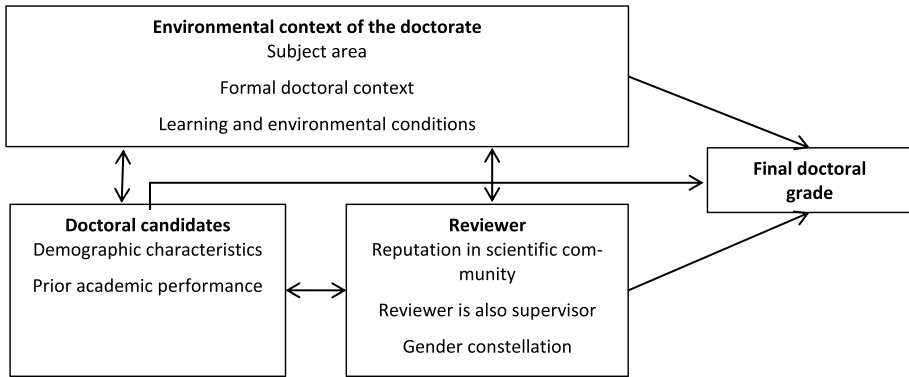 Environmental context of the doctorate
Subject area
Formal doctoral context
Learning and environmental conditions
Final doctoral
grade
Doctoral candidates
Demographic characteristics
Prior academic performance
Reviewer
Reputation in scientific com-
munity
Reviewer is also supervisor
Gender constellation